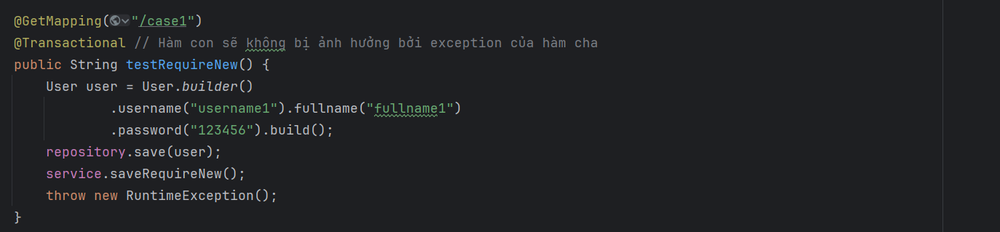 @GetMapping("/case1")
@Transactional // Hàm con sẽ không bị ảnh hưởng bởi exception của hàm cha
public String testRequireNew() {
    User user = User.builder()
            .username("username1").fullname("fullname1")
            .password("123456").build();
    repository.save(user);
    service.saveRequireNew();
    throw new RuntimeException();
}